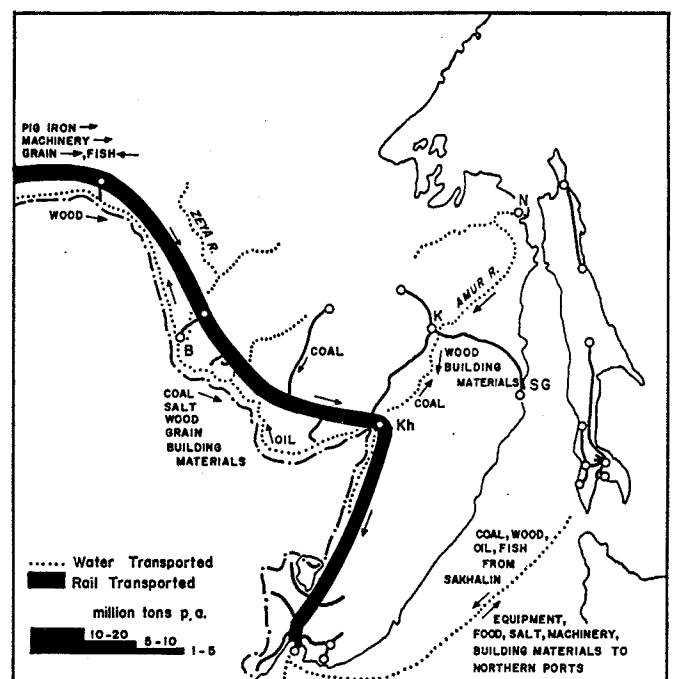 PIG IRON →
MACHINERY →
GRAIN →, FISH ←
WOOD →
ZEYA R.
N
AMUR R.
K
B
COAL
WOOD
BUILDING
MATERIALS
SG
COAL
COAL
SALT
WOOD
GRAIN
BUILDING
MATERIALS
OIL
Kh
COAL, WOOD,
OIL, FISH
FROM
SAKHALIN
EQUIPMENT,
FOOD, SALT, MACHINERY,
BUILDING MATERIALS TO
NORTHERN PORTS
Water Transported
Rail Transported
million tons p.a.
10-20
5-10
1-5